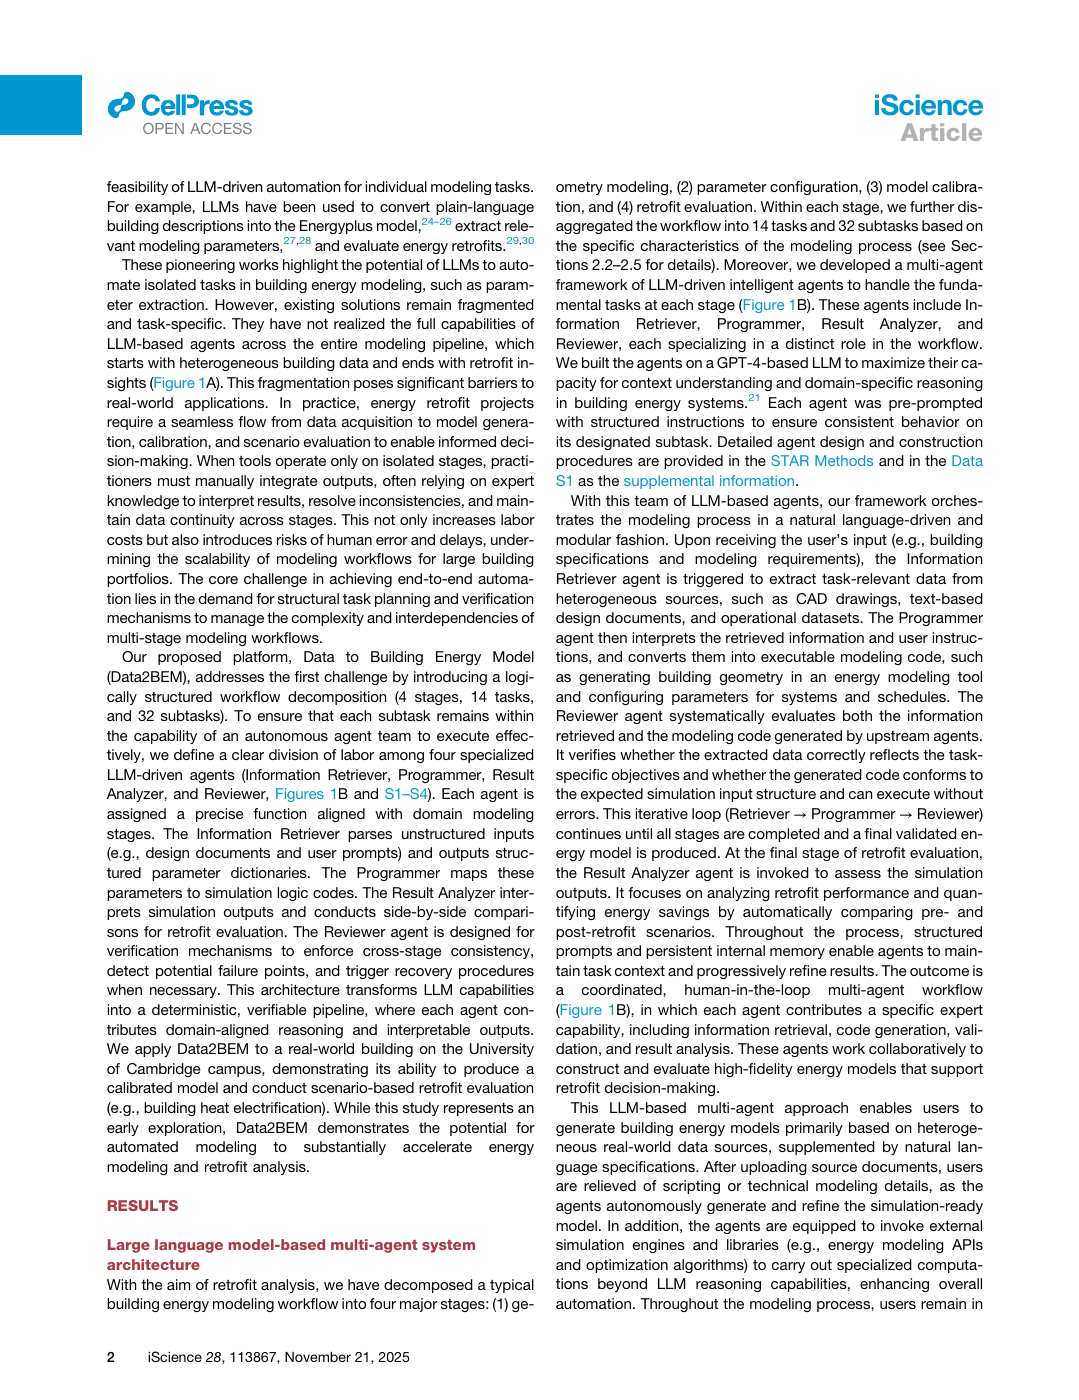 CellPress
OPEN ACCESS
iScience
Article
feasibility of LLM-driven automation for individual modeling tasks.
For example, LLMs have been used to convert plain-language
building descriptions into the Energyplus model,24–26 extract rele-
vant modeling parameters,27,28 and evaluate energy retrofits.29,30
These pioneering works highlight the potential of LLMs to auto-
mate isolated tasks in building energy modeling, such as param-
eter extraction. However, existing solutions remain fragmented
and task-specific. They have not realized the full capabilities of
LLM-based agents across the entire modeling pipeline, which
starts with heterogeneous building data and ends with retrofit in-
sights (Figure 1A). This fragmentation poses significant barriers to
real-world applications. In practice, energy retrofit projects
require a seamless flow from data acquisition to model genera-
tion, calibration, and scenario evaluation to enable informed deci-
sion-making. When tools operate only on isolated stages, practi-
tioners must manually integrate outputs, often relying on expert
knowledge to interpret results, resolve inconsistencies, and main-
tain data continuity across stages. This not only increases labor
costs but also introduces risks of human error and delays, under-
mining the scalability of modeling workflows for large building
portfolios. The core challenge in achieving end-to-end automa-
tion lies in the demand for structural task planning and verification
mechanisms to manage the complexity and interdependencies of
multi-stage modeling workflows.
Our proposed platform, Data to Building Energy Model
(Data2BEM), addresses the first challenge by introducing a logi-
cally structured workflow decomposition (4 stages, 14 tasks,
and 32 subtasks). To ensure that each subtask remains within
the capability of an autonomous agent team to execute effec-
tively, we define a clear division of labor among four specialized
LLM-driven agents (Information Retriever, Programmer, Result
Analyzer, and Reviewer, Figures 1B and S1–S4). Each agent is
assigned a precise function aligned with domain modeling
stages. The Information Retriever parses unstructured inputs
(e.g., design documents and user prompts) and outputs struc-
tured parameter dictionaries. The Programmer maps these
parameters to simulation logic codes. The Result Analyzer inter-
prets simulation outputs and conducts side-by-side compari-
sons for retrofit evaluation. The Reviewer agent is designed for
verification mechanisms to enforce cross-stage consistency,
detect potential failure points, and trigger recovery procedures
when necessary. This architecture transforms LLM capabilities
into a deterministic, verifiable pipeline, where each agent con-
tributes domain-aligned reasoning and interpretable outputs.
We apply Data2BEM to a real-world building on the University
of Cambridge campus, demonstrating its ability to produce a
calibrated model and conduct scenario-based retrofit evaluation
(e.g., building heat electrification). While this study represents an
early exploration, Data2BEM demonstrates the potential for
automated modeling to substantially accelerate energy
modeling and retrofit analysis.
RESULTS
Large language model-based multi-agent system
architecture
With the aim of retrofit analysis, we have decomposed a typical
building energy modeling workflow into four major stages: (1) ge-
ometry modeling, (2) parameter configuration, (3) model calibra-
tion, and (4) retrofit evaluation. Within each stage, we further dis-
aggregated the workflow into 14 tasks and 32 subtasks based on
the specific characteristics of the modeling process (see Sec-
tions 2.2–2.5 for details). Moreover, we developed a multi-agent
framework of LLM-driven intelligent agents to handle the funda-
mental tasks at each stage (Figure 1B). These agents include In-
formation Retriever, Programmer, Result Analyzer, and
Reviewer, each specializing in a distinct role in the workflow.
We built the agents on a GPT-4-based LLM to maximize their ca-
pacity for context understanding and domain-specific reasoning
in building energy systems.21 Each agent was pre-prompted
with structured instructions to ensure consistent behavior on
its designated subtask. Detailed agent design and construction
procedures are provided in the STAR Methods and in the Data
S1 as the supplemental information.
With this team of LLM-based agents, our framework orches-
trates the modeling process in a natural language-driven and
modular fashion. Upon receiving the user's input (e.g., building
specifications and modeling requirements), the Information
Retriever agent is triggered to extract task-relevant data from
heterogeneous sources, such as CAD drawings, text-based
design documents, and operational datasets. The Programmer
agent then interprets the retrieved information and user instruc-
tions, and converts them into executable modeling code, such
as generating building geometry in an energy modeling tool
and configuring parameters for systems and schedules. The
Reviewer agent systematically evaluates both the information
retrieved and the modeling code generated by upstream agents.
It verifies whether the extracted data correctly reflects the task-
specific objectives and whether the generated code conforms to
the expected simulation input structure and can execute without
errors. This iterative loop (Retriever → Programmer → Reviewer)
continues until all stages are completed and a final validated en-
ergy model is produced. At the final stage of retrofit evaluation,
the Result Analyzer agent is invoked to assess the simulation
outputs. It focuses on analyzing retrofit performance and quan-
tifying energy savings by automatically comparing pre- and
post-retrofit scenarios. Throughout the process, structured
prompts and persistent internal memory enable agents to main-
tain task context and progressively refine results. The outcome is
a coordinated, human-in-the-loop multi-agent workflow
(Figure 1B), in which each agent contributes a specific expert
capability, including information retrieval, code generation, vali-
dation, and result analysis. These agents work collaboratively to
construct and evaluate high-fidelity energy models that support
retrofit decision-making.
This LLM-based multi-agent approach enables users to
generate building energy models primarily based on heteroge-
neous real-world data sources, supplemented by natural lan-
guage specifications. After uploading source documents, users
are relieved of scripting or technical modeling details, as the
agents autonomously generate and refine the simulation-ready
model. In addition, the agents are equipped to invoke external
simulation engines and libraries (e.g., energy modeling APIs
and optimization algorithms) to carry out specialized computa-
tions beyond LLM reasoning capabilities, enhancing overall
automation. Throughout the modeling process, users remain in
2 iScience 28, 113867, November 21, 2025